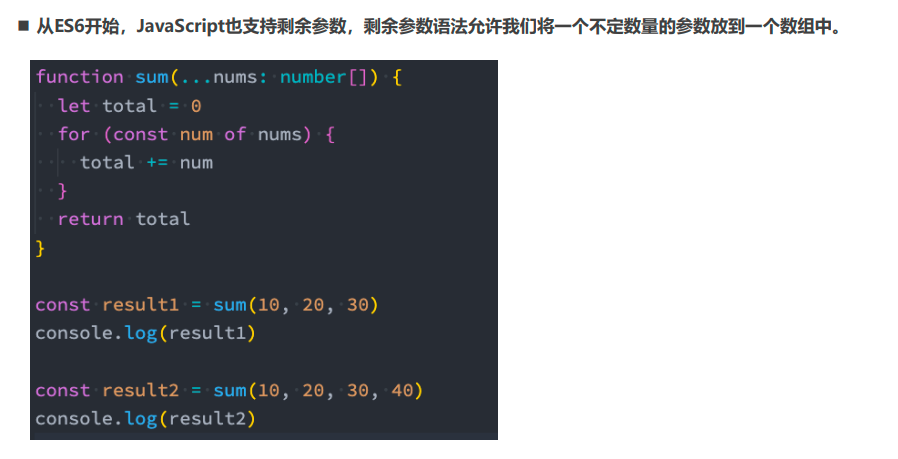 ■ 从ES6开始，JavaScript也支持剩余参数，剩余参数语法允许我们将一个不定数量的参数放到一个数组中。
function sum(...nums: number[]) {
  let total = 0
  for (const num of nums) {
    total += num
  }
  return total
}
const result1 = sum(10, 20, 30)
console.log(result1)
const result2 = sum(10, 20, 30, 40)
console.log(result2)